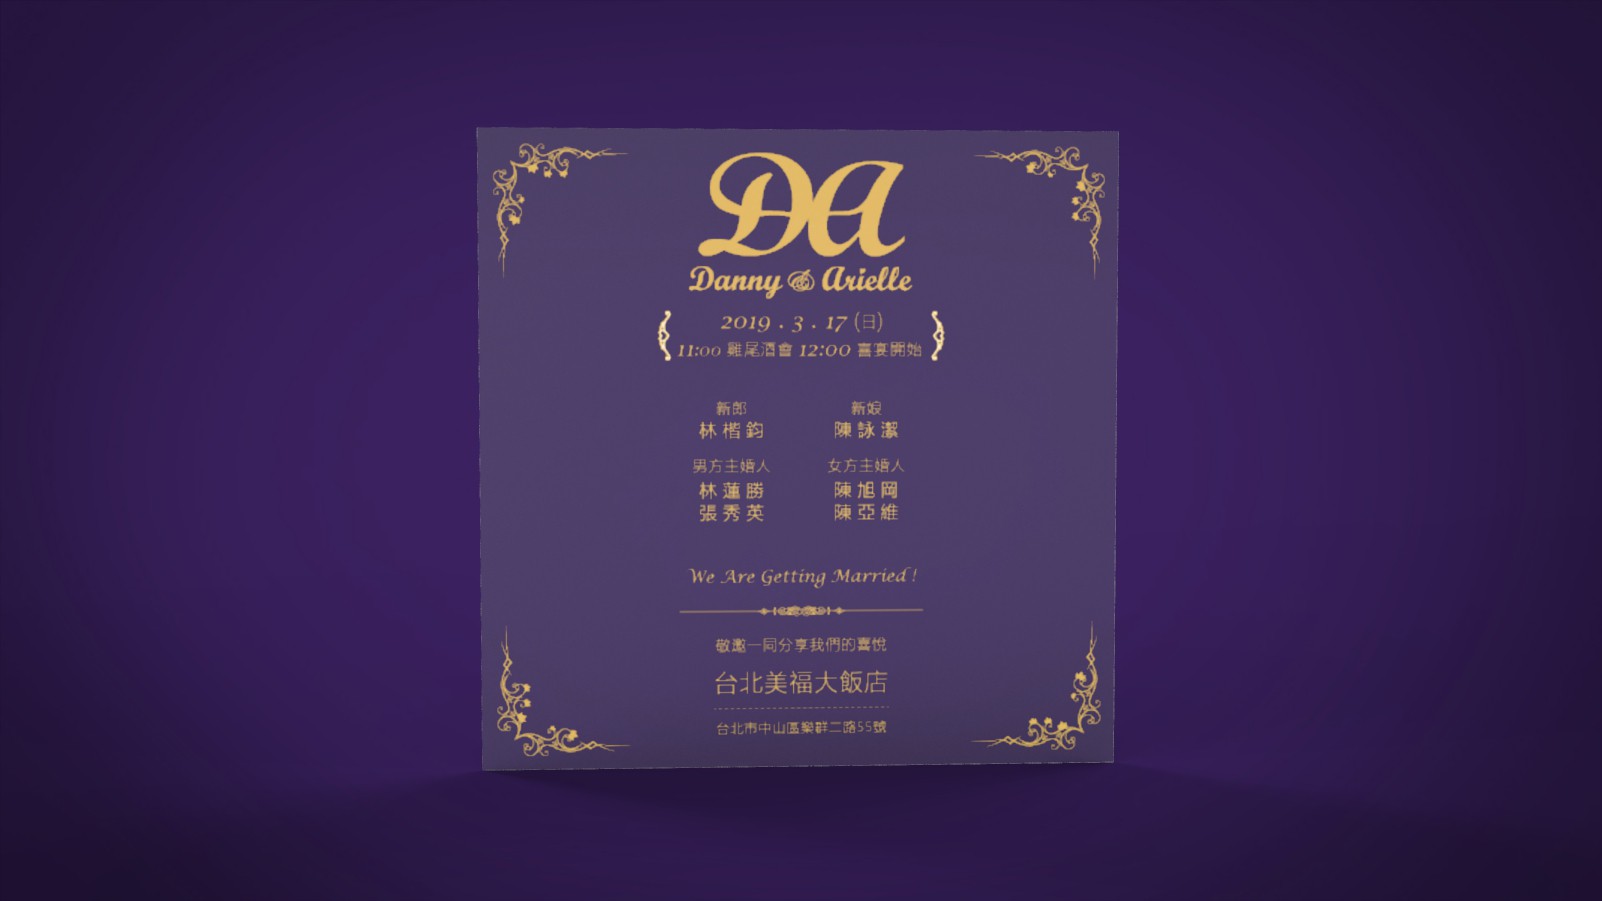 DA
Danny & Arielle
2019 . 3 . 17 (日)
11:00 雞尾酒會 12:00 喜宴開始
新郎 新娘
林楷鈞 陳詠潔
男方主婚人 女方主婚人
林蓮勝 陳旭岡
張秀英 陳亞維
We Are Getting Married !
敬邀一同分享我們的喜悅
台北美福大飯店
台北市中山區樂群二路55號